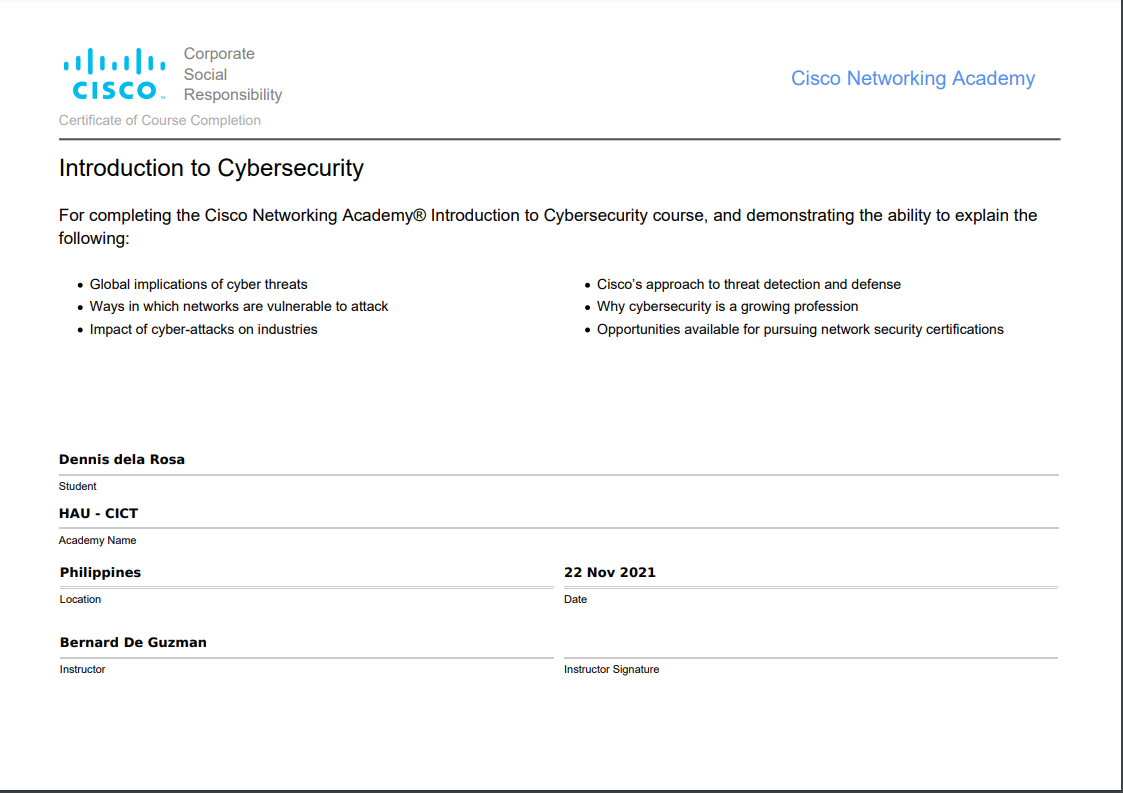 CISCO™
Corporate
Social
Responsibility
Cisco Networking Academy
Certificate of Course Completion
Introduction to Cybersecurity
For completing the Cisco Networking Academy® Introduction to Cybersecurity course, and demonstrating the ability to explain the
following:
• Global implications of cyber threats
• Ways in which networks are vulnerable to attack
• Impact of cyber-attacks on industries
• Cisco’s approach to threat detection and defense
• Why cybersecurity is a growing profession
• Opportunities available for pursuing network security certifications
Dennis dela Rosa
Student
HAU - CICT
Academy Name
Philippines
Location
22 Nov 2021
Date
Bernard De Guzman
Instructor
Instructor Signature